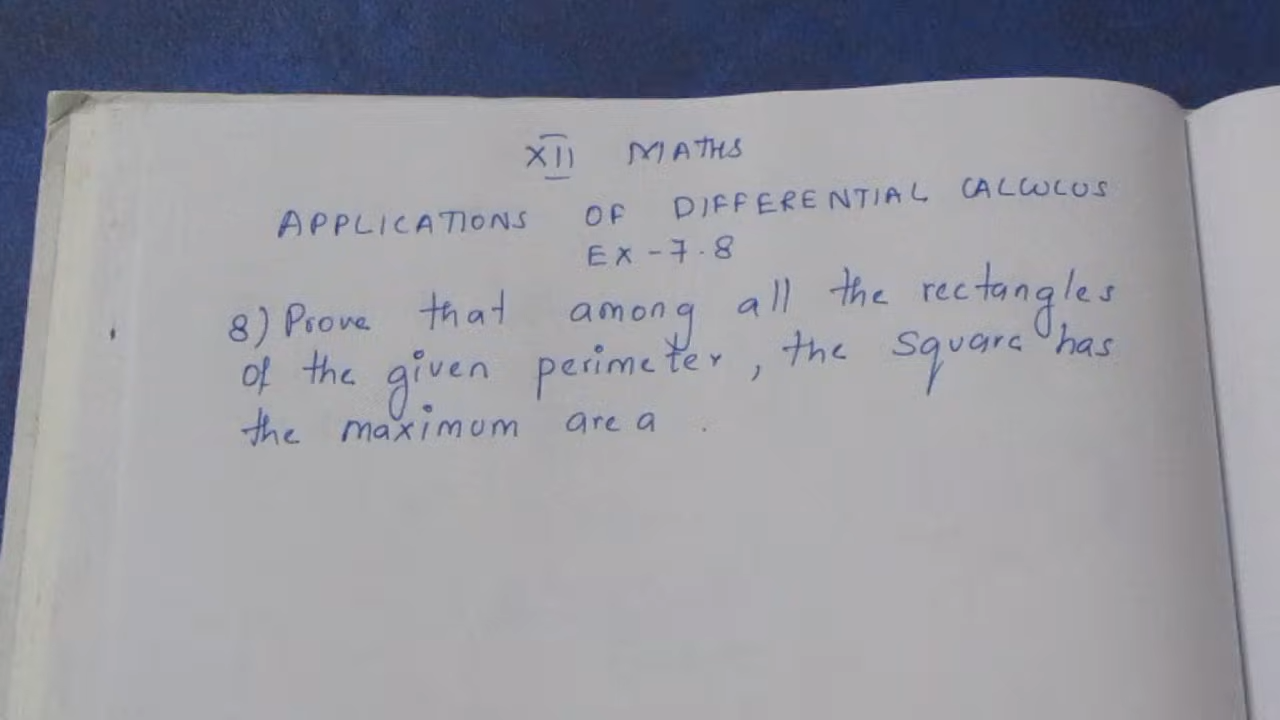 XII MATHS
APPLICATIONS OF DIFFERENTIAL CALCULUS
EX - 7.8
8) Prove that among all the rectangles
of the given perimeter, the square has
the maximum area.